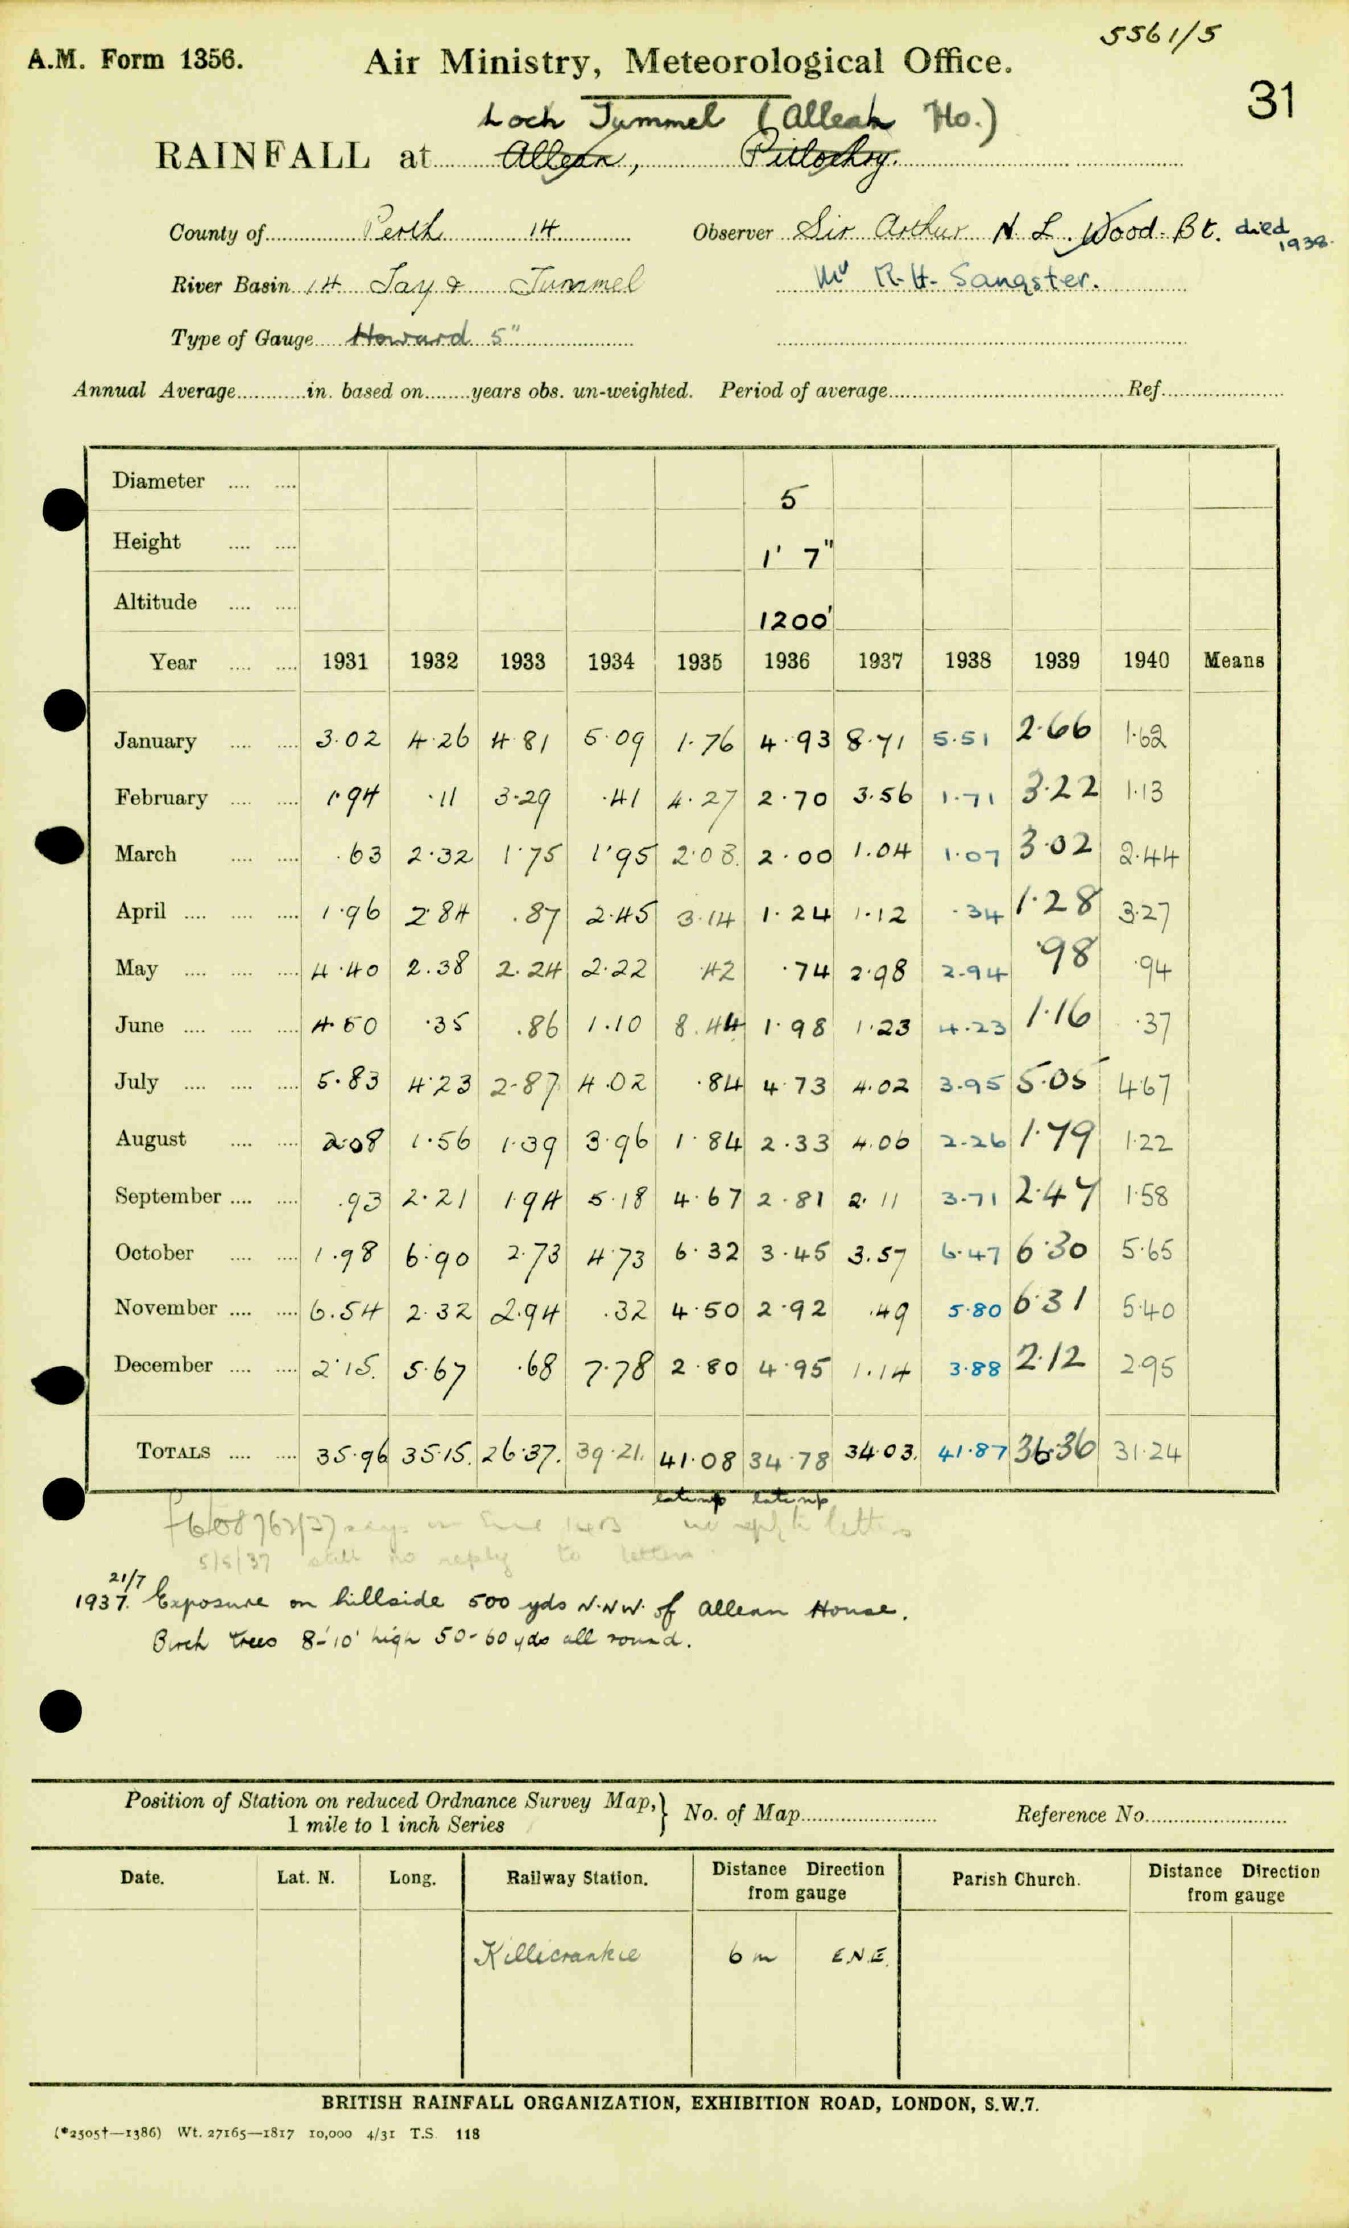 5561/5
A.M. Form 1356. Air Ministry, Meteorological Office.
31
Loch Tummel (Allean Ho.)
RAINFALL at Allean, Pitlochry.
County of Perth 14 Observer Sir Arthur N. L. Wood. Bt. died 1938.
River Basin 14 Tay & Tummel Mr R. H. Sangster.
Type of Gauge Howard 5"
Annual Average in. based on years obs. un-weighted. Period of average Ref.
Diameter 5
Height 1' 7"
Altitude 1200'
Year 1931 1932 1933 1934 1935 1936 1937 1938 1939 1940 Means
January 3.02 4.26 4.81 5.09 1.76 4.93 8.71 5.51 2.66 1.62
February 1.94 .11 3.29 .41 4.27 2.70 3.56 1.71 3.22 1.13
March .63 2.32 1.75 1.95 2.08 2.00 1.04 1.07 3.02 2.44
April 1.96 2.84 .87 2.45 3.14 1.24 1.12 .34 1.28 3.27
May 4.40 2.38 2.24 2.22 .42 .74 2.98 2.94 .98 .94
June 4.50 .35 .86 1.10 8.44 1.98 1.23 4.23 1.16 .37
July 5.83 4.23 2.87 4.02 .84 4.73 4.02 3.95 5.05 4.67
August 2.08 1.56 1.39 3.96 1.84 2.33 4.06 2.26 1.79 1.22
September .93 2.21 1.94 5.18 4.67 2.81 2.11 3.71 2.47 1.58
October 1.98 6.90 2.73 4.73 6.32 3.45 3.57 6.47 6.30 5.65
November 6.54 2.32 2.94 .32 4.50 2.92 .49 5.80 6.31 5.40
December 2.15 5.67 .68 7.78 2.80 4.95 1.14 3.88 2.12 2.95
TOTALS 35.96 35.15 26.37 39.21 41.08 34.78 34.03 41.87 36.36 31.24
no reply to letters
5/5/37 still no reply to letters
21/7
1937. Exposure on hillside 500 yds N.N.W. of Allean House.
Birch trees 8'-10' high 50-60 yds all round.
Position of Station on reduced Ordnance Survey Map, 1 mile to 1 inch Series } No. of Map Reference No.
Date. Lat. N. Long. Railway Station. Distance Direction from gauge Parish Church. Distance Direction from gauge
Killicrankie 6 m E.N.E.
BRITISH RAINFALL ORGANIZATION, EXHIBITION ROAD, LONDON, S.W.7.
(*2505†—1386) Wt. 27165—1817 10,000 4/31 T.S. 118